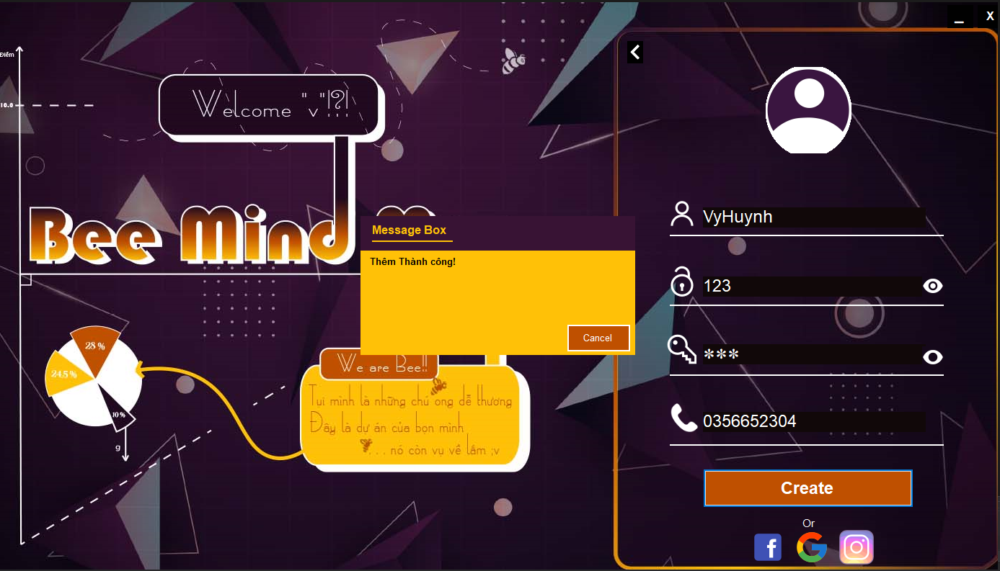 X
Điểm
10.0
Welcome "v"!?!
Bee Mind
Message Box
Thêm Thành công!
Cancel
VyHuynh
123
***
0356652304
Create
Or
28 %
24.5 %
10 %
g
We are Bee!!
Tụi mình là những chú ong dễ thương
Đây là dự án của bọn mình
. . . nó còn vụ về lắm ;v